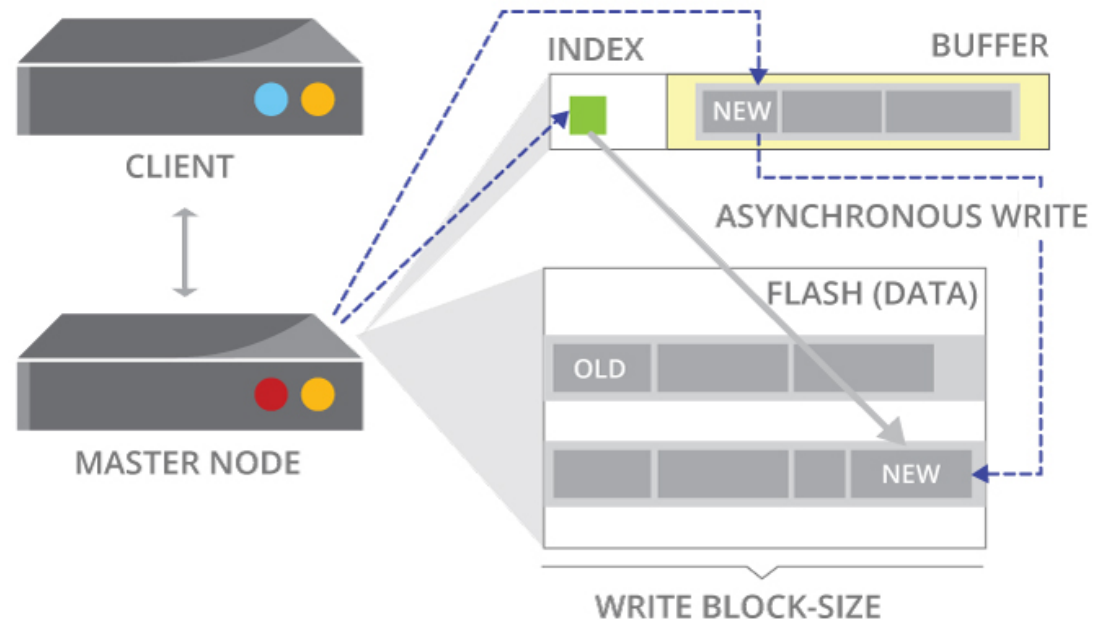 INDEX
BUFFER
NEW
CLIENT
ASYNCHRONOUS WRITE
FLASH (DATA)
OLD
MASTER NODE
NEW
WRITE BLOCK-SIZE